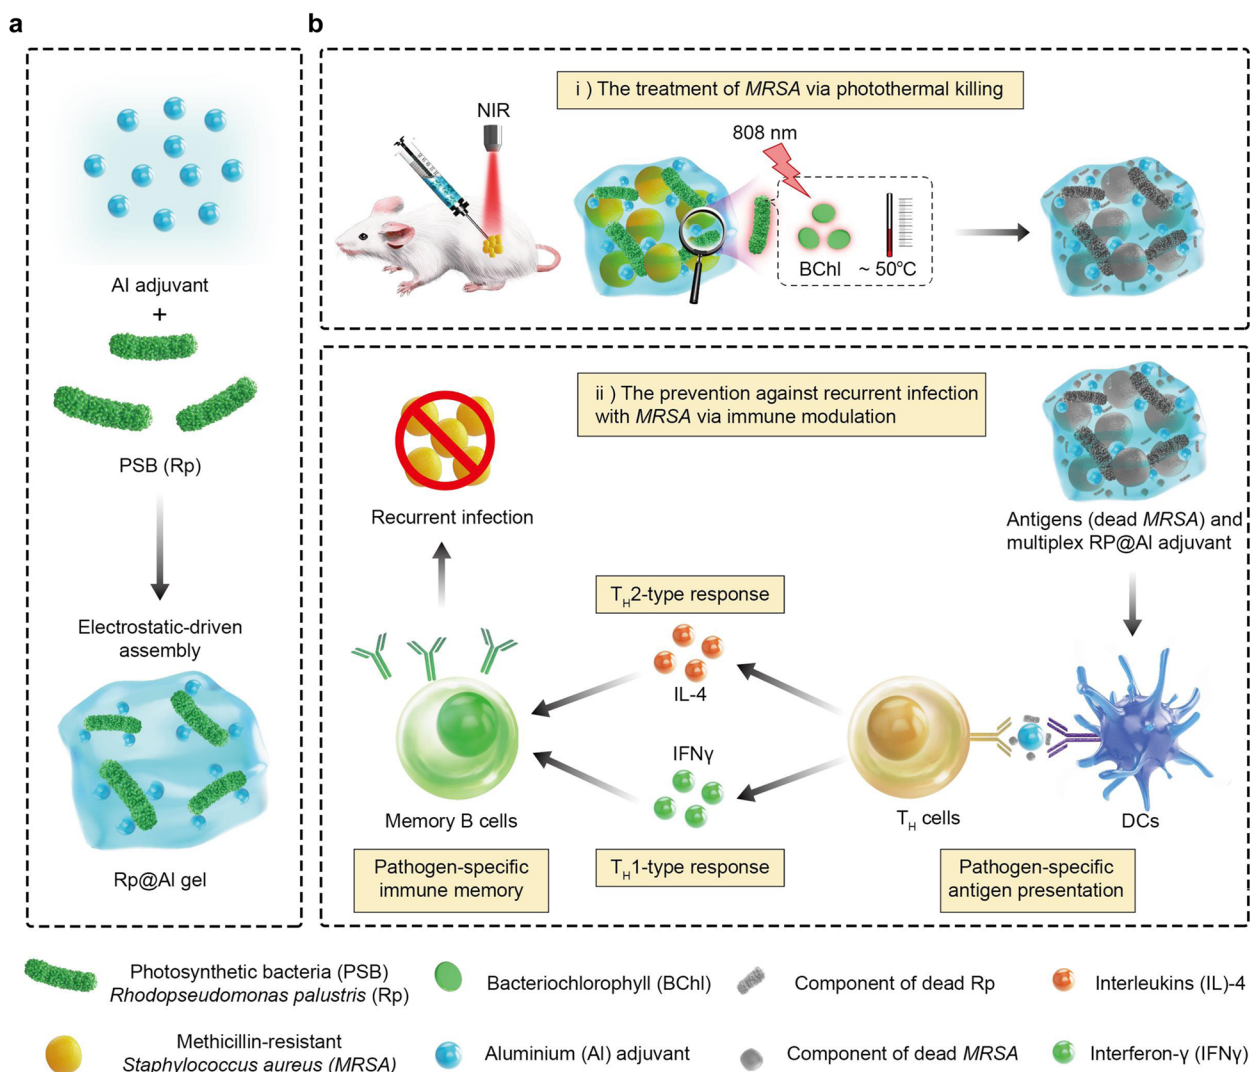 a
Al adjuvant
+
PSB (Rp)
Electrostatic-driven
assembly
Rp@Al gel
b
i ) The treatment of MRSA via photothermal killing
NIR
808 nm
BChl
~ 50°C
ii ) The prevention against recurrent infection
with MRSA via immune modulation
Recurrent infection
Antigens (dead MRSA) and
multiplex RP@Al adjuvant
TH2-type response
IL-4
IFNγ
Memory B cells
TH cells
DCs
Pathogen-specific
immune memory
TH1-type response
Pathogen-specific
antigen presentation
Photosynthetic bacteria (PSB)
Rhodopseudomonas palustris (Rp)
Bacteriochlorophyll (BChl)
Component of dead Rp
Interleukins (IL)-4
Methicillin-resistant
Staphylococcus aureus (MRSA)
Aluminium (Al) adjuvant
Component of dead MRSA
Interferon-γ (IFNγ)